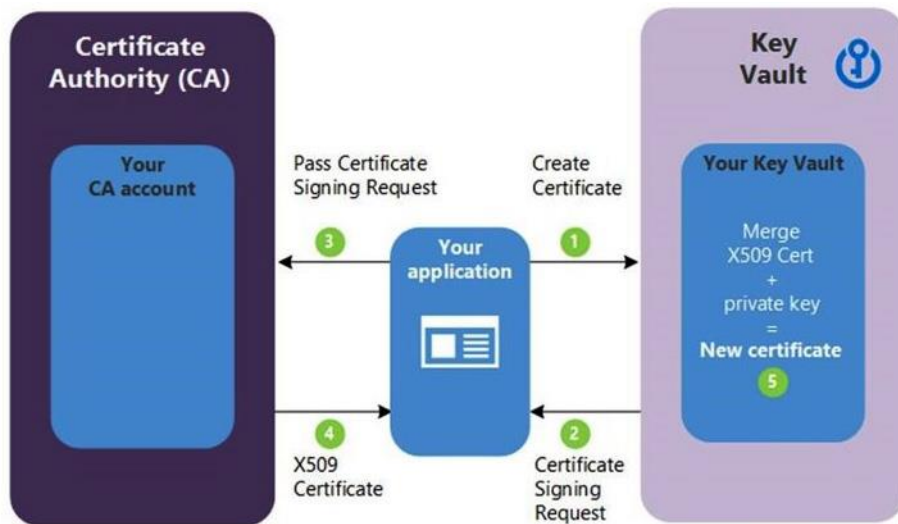 Certificate
Authority (CA)
Your
CA account
Pass Certificate
Signing Request
3
4
X509
Certificate
Your
application
Create
Certificate
1
2
Certificate
Signing
Request
Key
Vault
Your Key Vault
Merge
X509 Cert
+
private key
=
New certificate
5